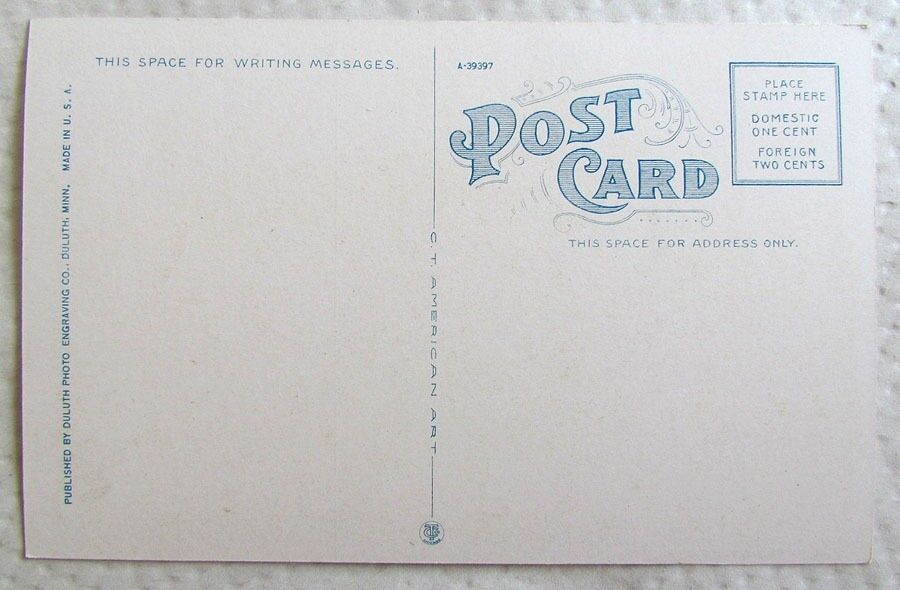 THIS SPACE FOR WRITING MESSAGES.
PUBLISHED BY DULUTH PHOTO ENGRAVING CO., DULUTH, MINN. MADE IN U. S. A.
C. T. AMERICAN ART
A-39397
POST
CARD
PLACE
STAMP HERE
DOMESTIC
ONE CENT
FOREIGN
TWO CENTS
THIS SPACE FOR ADDRESS ONLY.